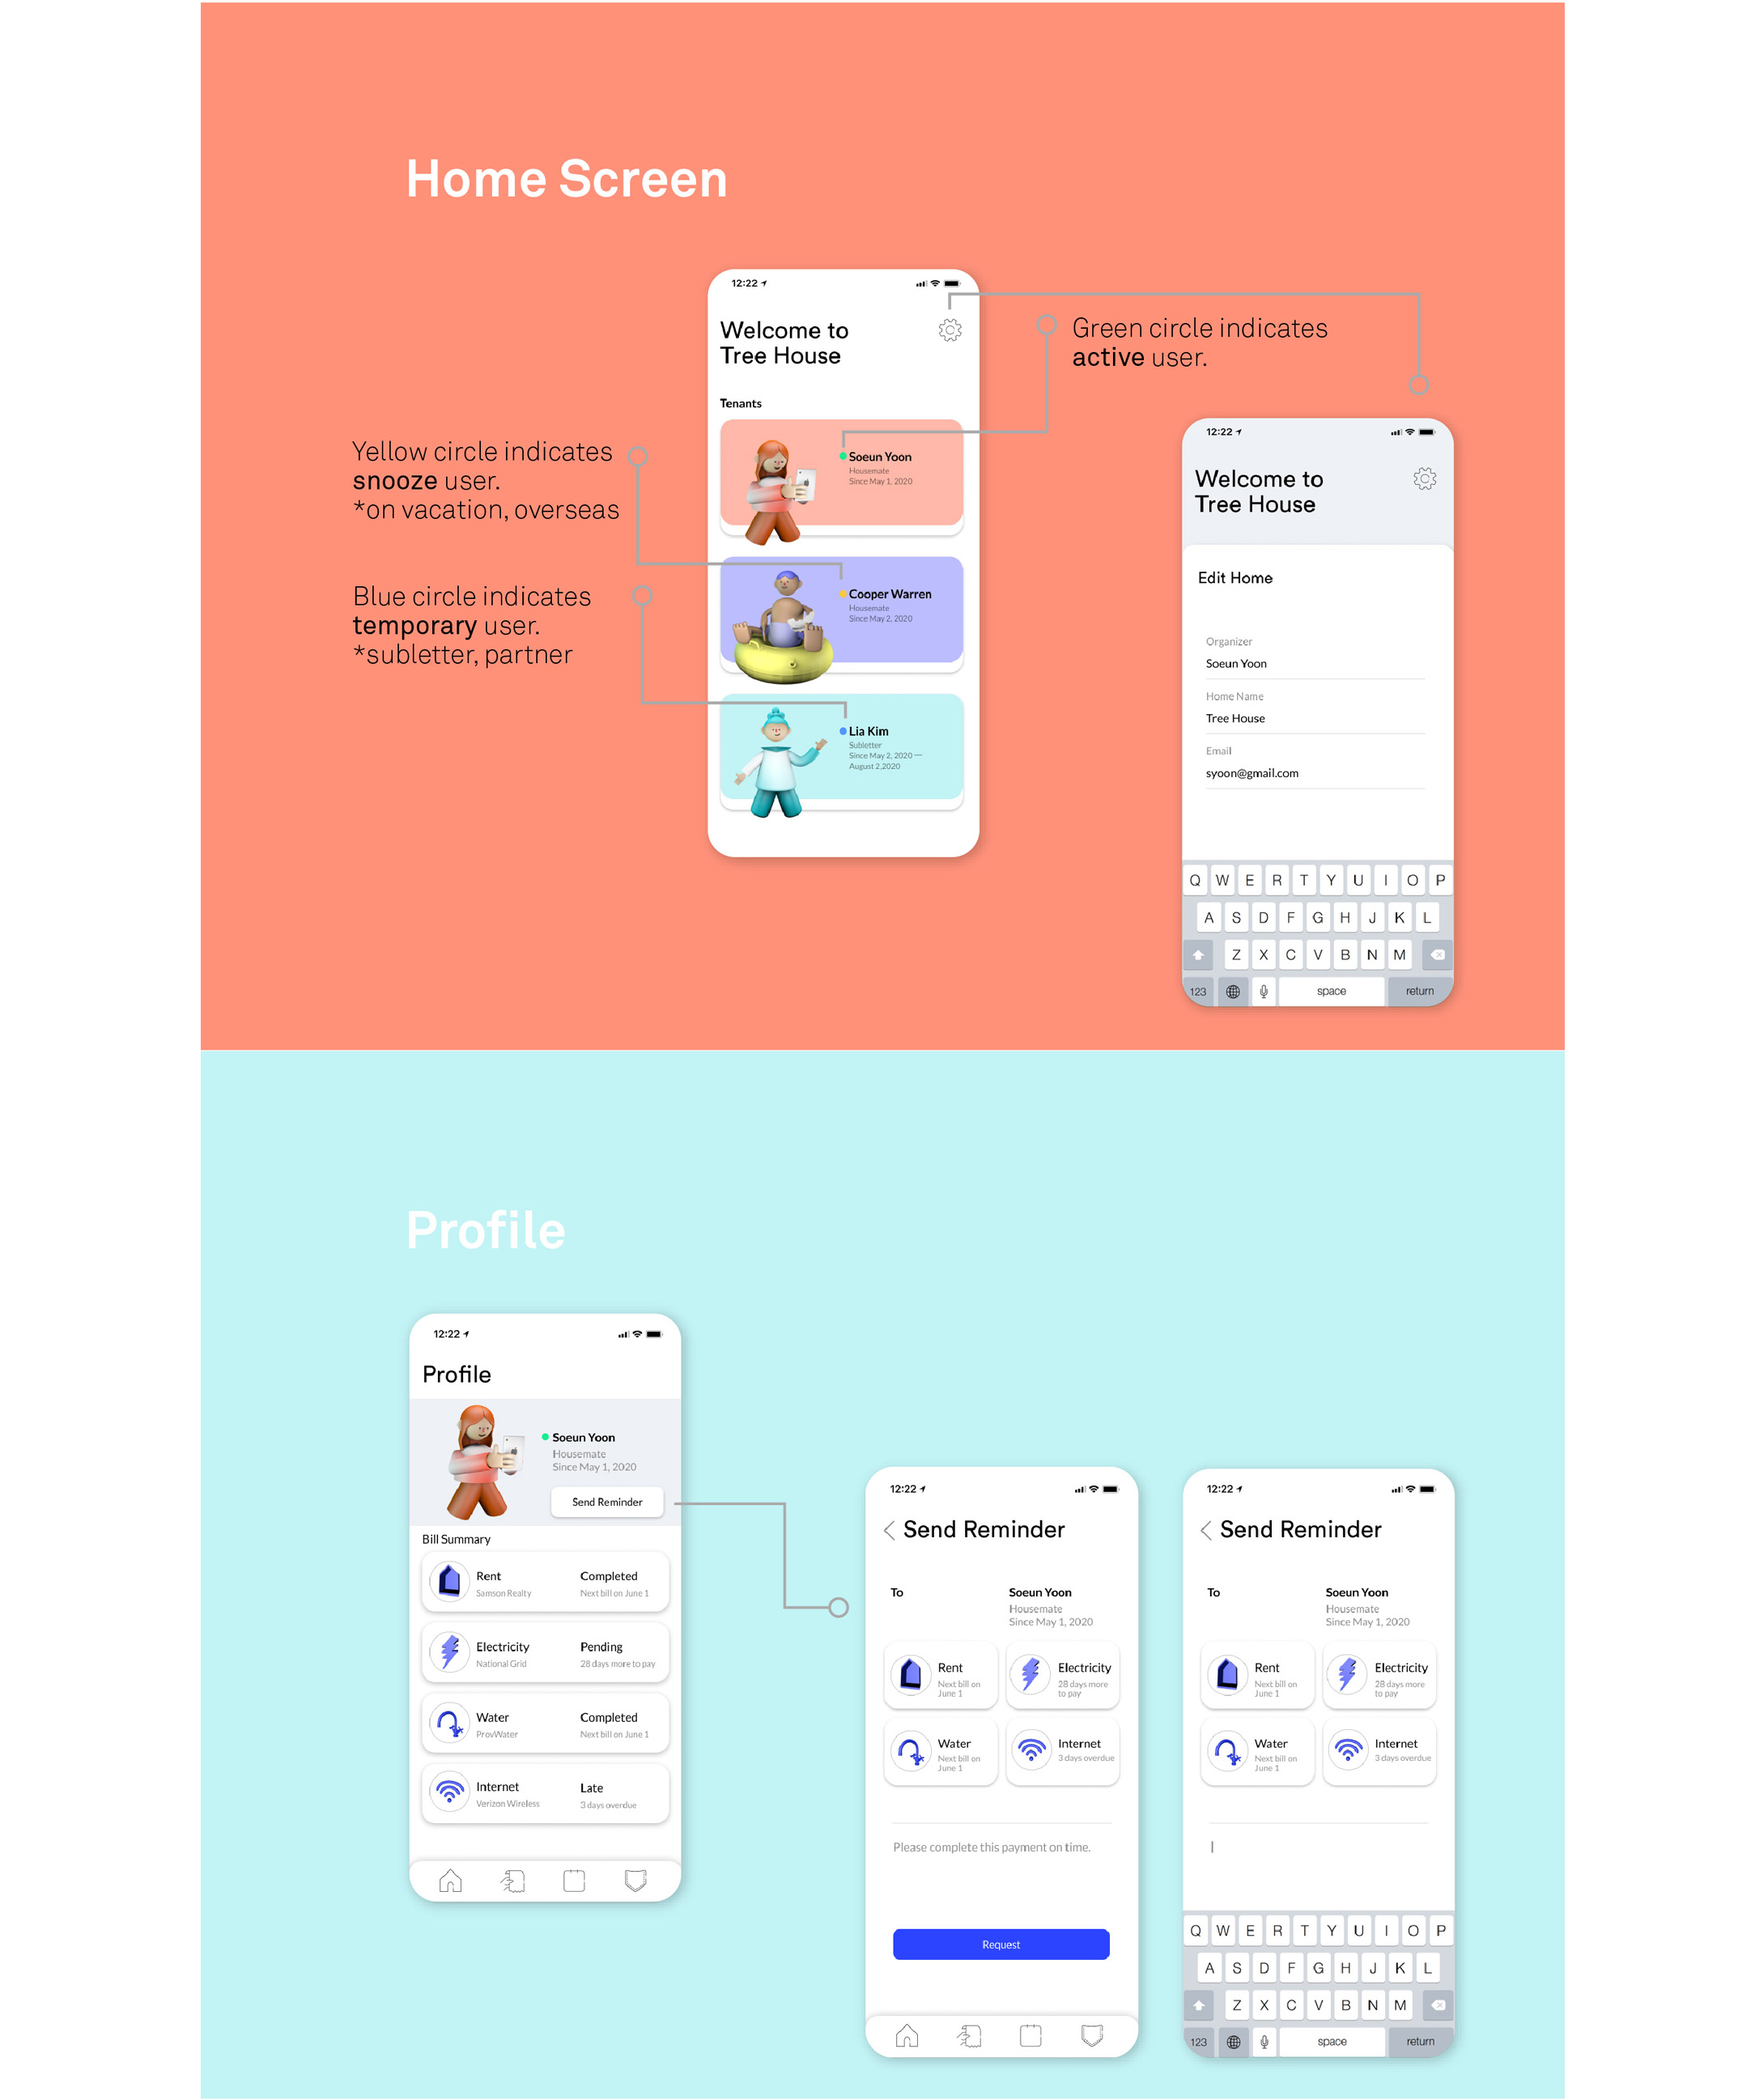 Home Screen
12:22
Welcome to
Tree House
Tenants
Soeun Yoon
Housemate
Since May 1, 2020
Cooper Warren
Housemate
Since May 2, 2020
Lia Kim
Subletter
Since May 2, 2020 —
August 2,2020
Green circle indicates
active user.
Yellow circle indicates
snooze user.
*on vacation, overseas
Blue circle indicates
temporary user.
*subletter, partner
12:22
Welcome to
Tree House
Edit Home
Organizer
Soeun Yoon
Home Name
Tree House
Email
syoon@gmail.com
Q W E R T Y U I O P
A S D F G H J K L
Z X C V B N M
123 space return
Profile
12:22
Profile
Soeun Yoon
Housemate
Since May 1, 2020
Send Reminder
Bill Summary
Rent Completed
Samson Realty Next bill on June 1
Electricity Pending
National Grid 28 days more to pay
Water Completed
ProvWater Next bill on June 1
Internet Late
Verizon Wireless 3 days overdue
12:22
Send Reminder
To Soeun Yoon
Housemate
Since May 1, 2020
Rent
Next bill on
June 1
Electricity
28 days more
to pay
Water
Next bill on
June 1
Internet
3 days overdue
Please complete this payment on time.
Request
12:22
Send Reminder
To Soeun Yoon
Housemate
Since May 1, 2020
Rent
Next bill on
June 1
Electricity
28 days more
to pay
Water
Next bill on
June 1
Internet
3 days overdue
Q W E R T Y U I O P
A S D F G H J K L
Z X C V B N M
123 space return